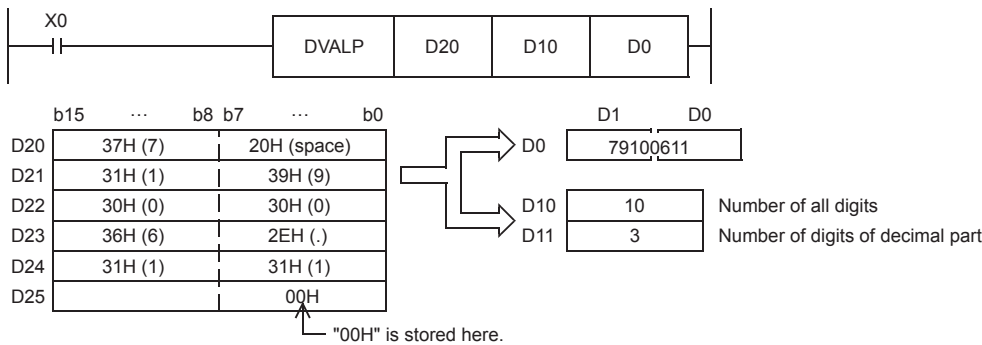 X0
DVALP D20 D10 D0
b15 ··· b8 b7 ··· b0
D1 D0
D20 37H (7) 20H (space)
D0 79100611
D21 31H (1) 39H (9)
D22 30H (0) 30H (0)
D10 10 Number of all digits
D23 36H (6) 2EH (.)
D11 3 Number of digits of decimal part
D24 31H (1) 31H (1)
D25 00H
"00H" is stored here.